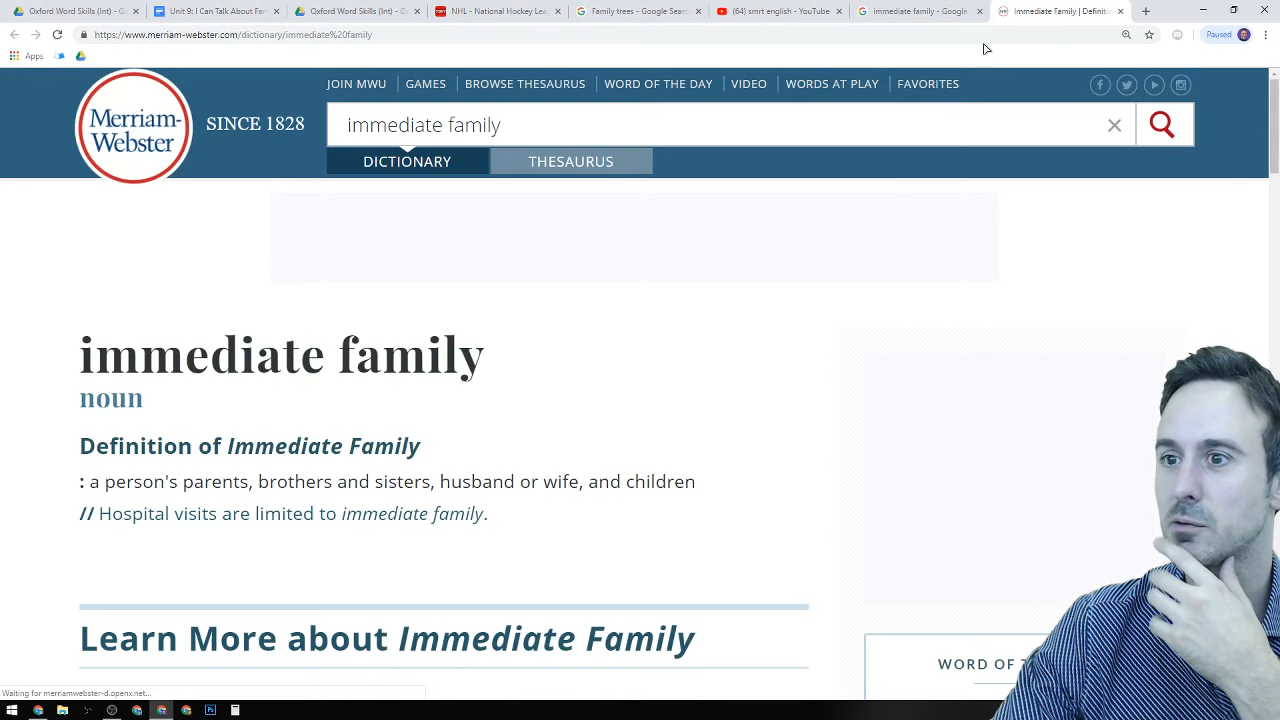 Oxford Word Skills (Int) - G
Unit 9: I Can Talk About Fa
Oxford Word Skills (Int) - G
NHL - National Hockey Lea
Family trees - Google Sear
(64) smrt english - YouTube
immediate family - Google
Immediate Family | Definiti
https://www.merriam-webster.com/dictionary/immediate%20family
Paused
Apps
JOIN MWU
GAMES
BROWSE THESAURUS
WORD OF THE DAY
VIDEO
WORDS AT PLAY
FAVORITES
Merriam-
Webster
SINCE 1828
immediate family
DICTIONARY
THESAURUS
immediate family
noun
Definition of Immediate Family
: a person's parents, brothers and sisters, husband or wife, and children
// Hospital visits are limited to immediate family.
Learn More about Immediate Family
WORD OF
Waiting for merriamwebster-d.openx.net...